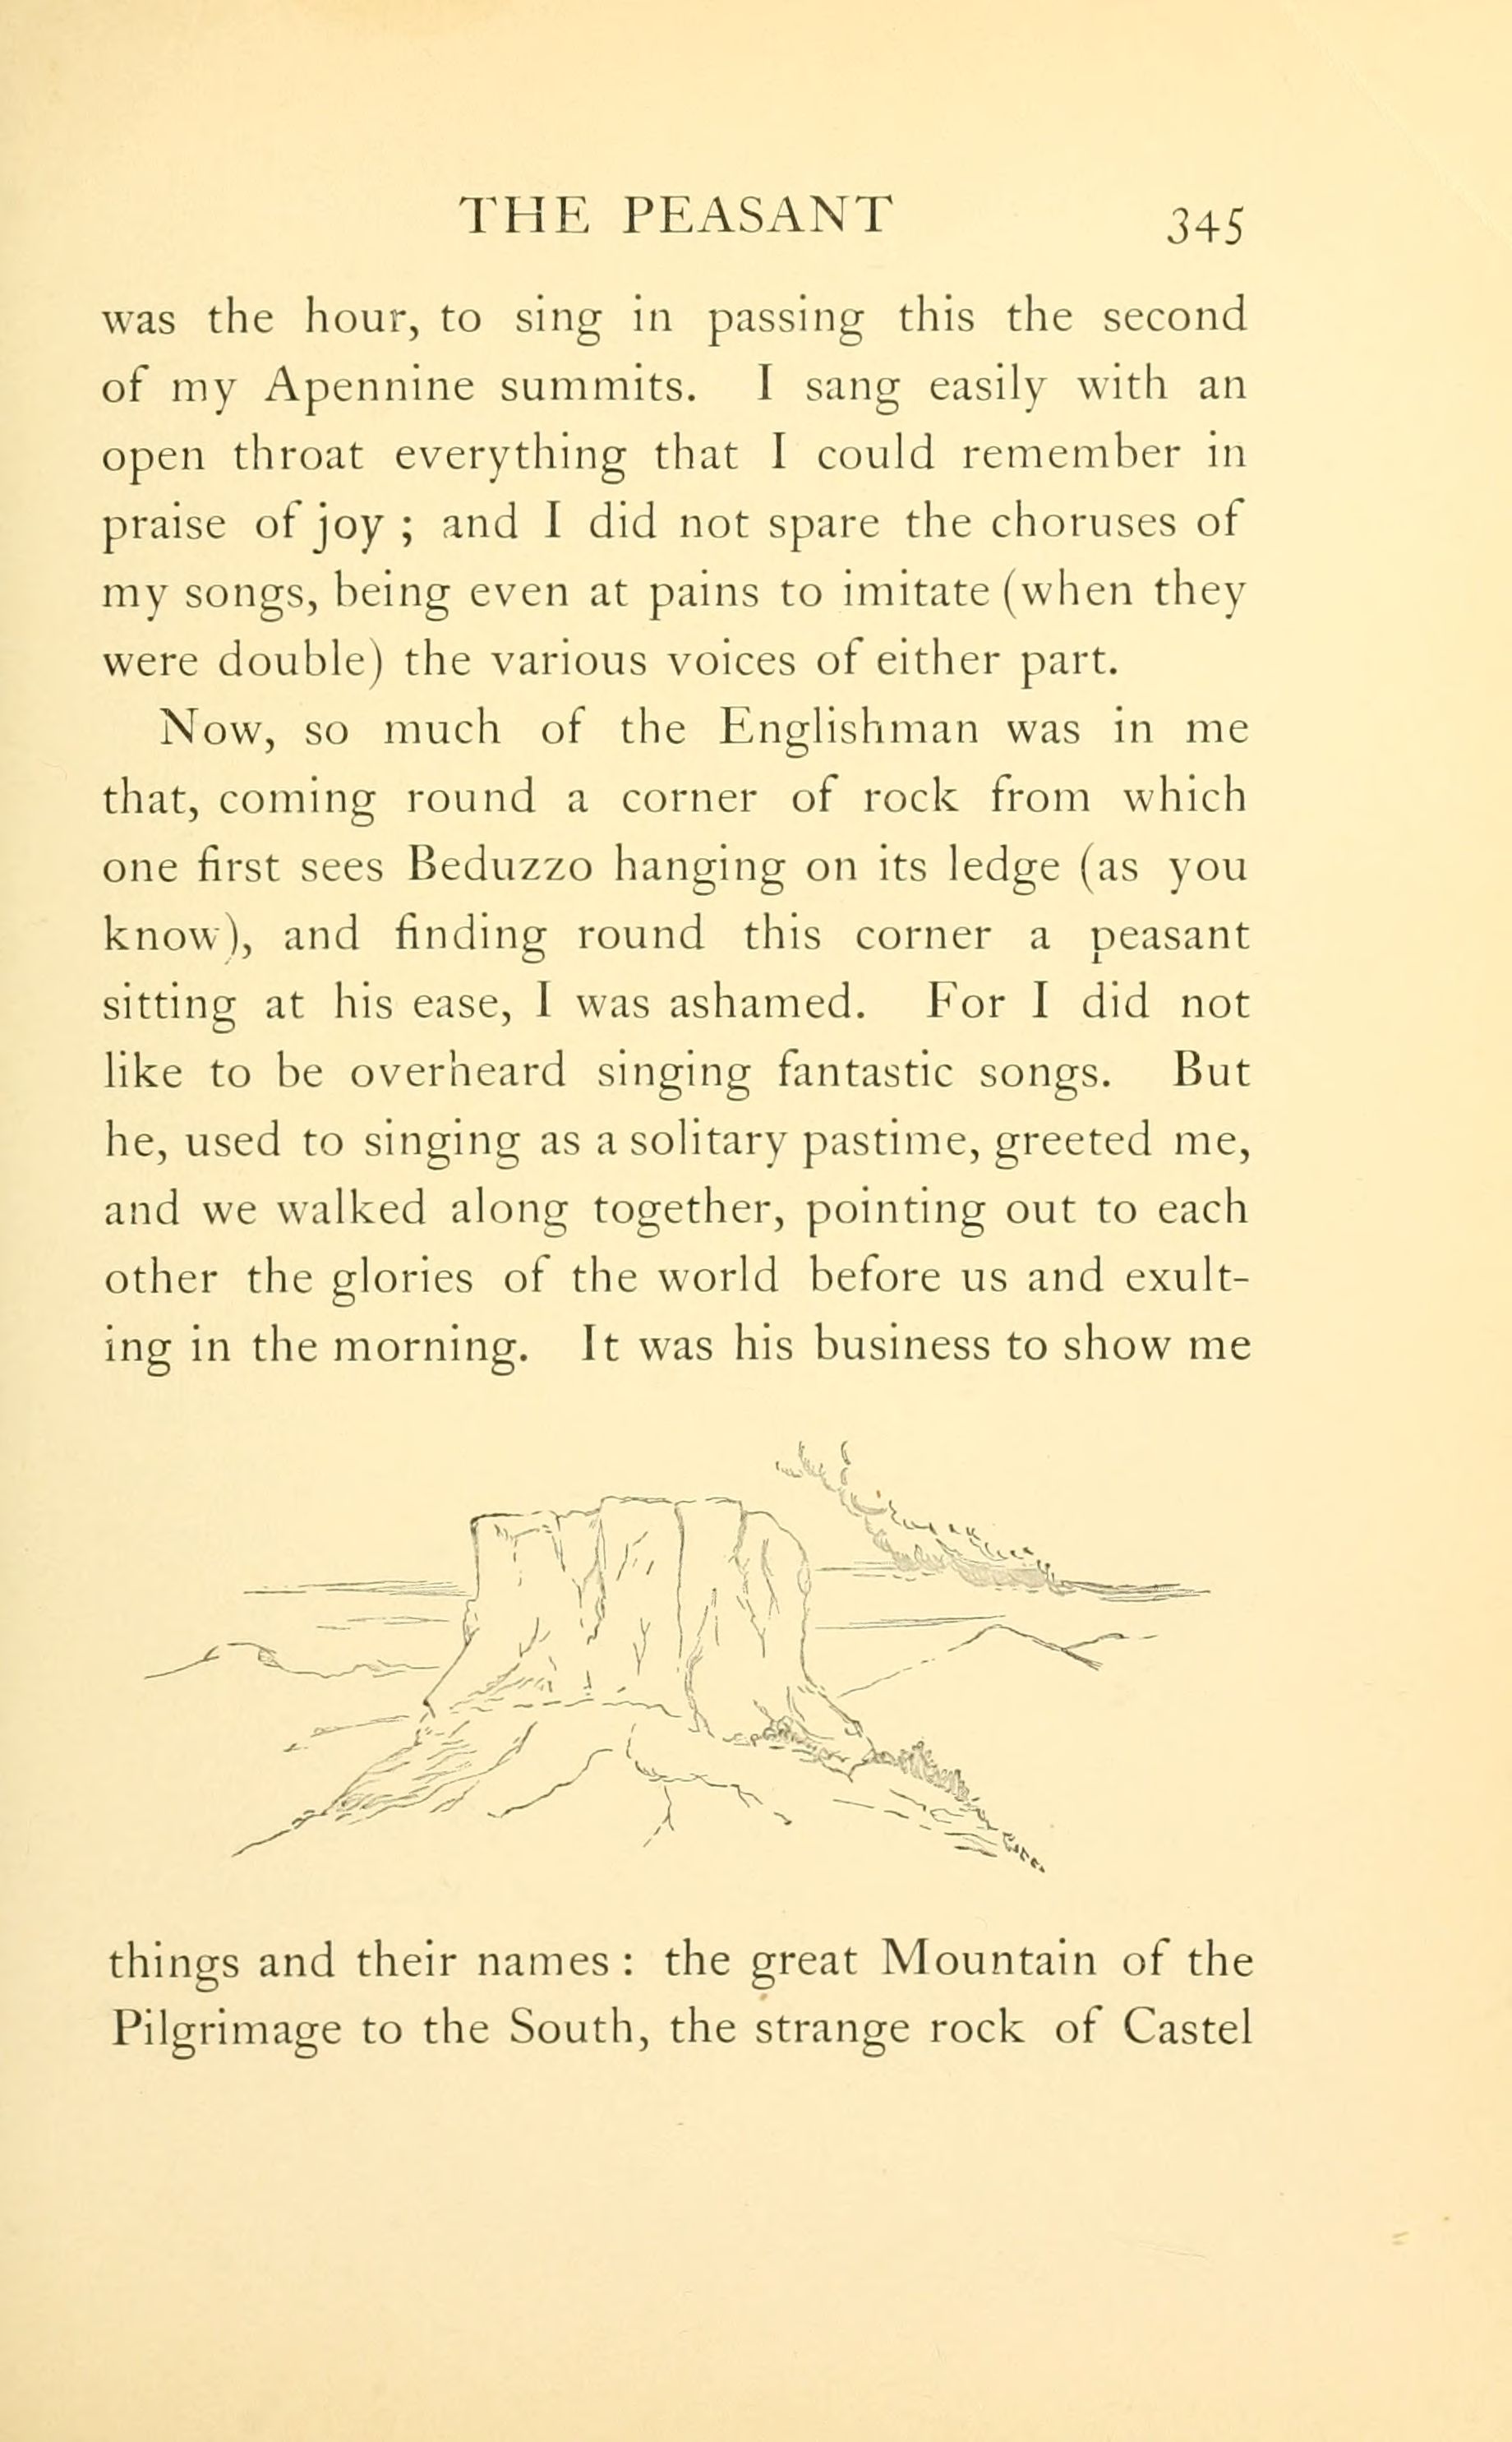 THE PEASANT 345
was the hour, to sing in passing this the second
of my Apennine summits. I sang easily with an
open throat everything that I could remember in
praise of joy ; and I did not spare the choruses of
my songs, being even at pains to imitate (when they
were double) the various voices of either part.
Now, so much of the Englishman was in me
that, coming round a corner of rock from which
one first sees Beduzzo hanging on its ledge (as you
know), and finding round this corner a peasant
sitting at his ease, I was ashamed. For I did not
like to be overheard singing fantastic songs. But
he, used to singing as a solitary pastime, greeted me,
and we walked along together, pointing out to each
other the glories of the world before us and exult-
ing in the morning. It was his business to show me
things and their names : the great Mountain of the
Pilgrimage to the South, the strange rock of Castel